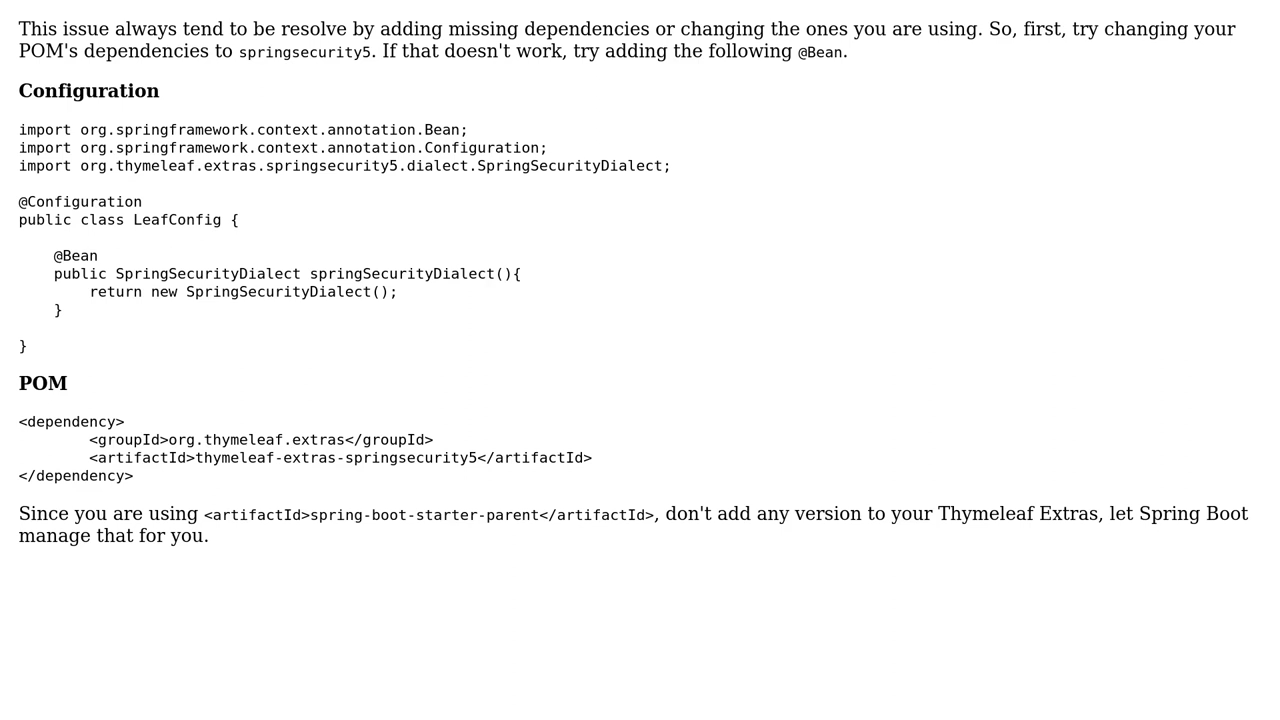 This issue always tend to be resolve by adding missing dependencies or changing the ones you are using. So, first, try changing your
POM's dependencies to springsecurity5. If that doesn't work, try adding the following @Bean.
Configuration
import org.springframework.context.annotation.Bean;
import org.springframework.context.annotation.Configuration;
import org.thymeleaf.extras.springsecurity5.dialect.SpringSecurityDialect;
@Configuration
public class LeafConfig {
    @Bean
    public SpringSecurityDialect springSecurityDialect(){
        return new SpringSecurityDialect();
    }
}
POM
<dependency>
        <groupId>org.thymeleaf.extras</groupId>
        <artifactId>thymeleaf-extras-springsecurity5</artifactId>
</dependency>
Since you are using <artifactId>spring-boot-starter-parent</artifactId>, don't add any version to your Thymeleaf Extras, let Spring Boot
manage that for you.